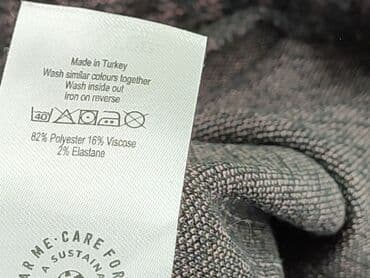 Made in Turkey
Wash similar colours together
Wash inside out
Iron on reverse
40
82% Polyester 16% Viscose
2% Elastane
ME·CARE FOR
A SUSTAINA